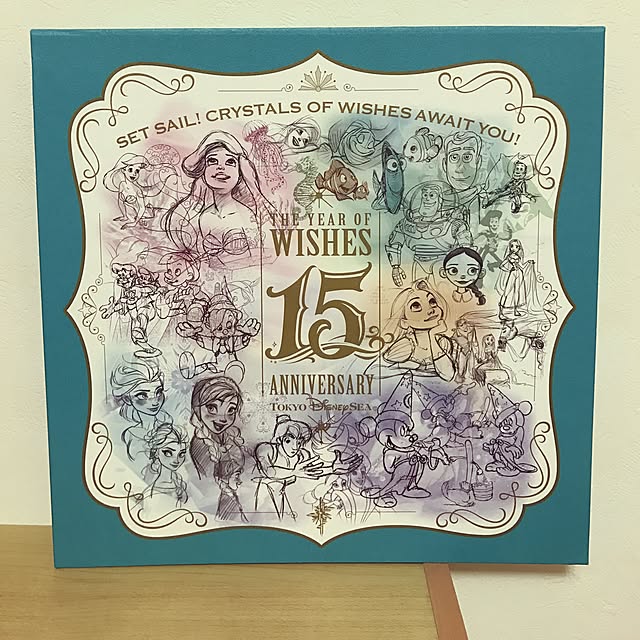 SET SAIL! CRYSTALS OF WISHES AWAIT YOU!
THE YEAR OF
WISHES
15
ANNIVERSARY
TOKYO DISNEYSEA